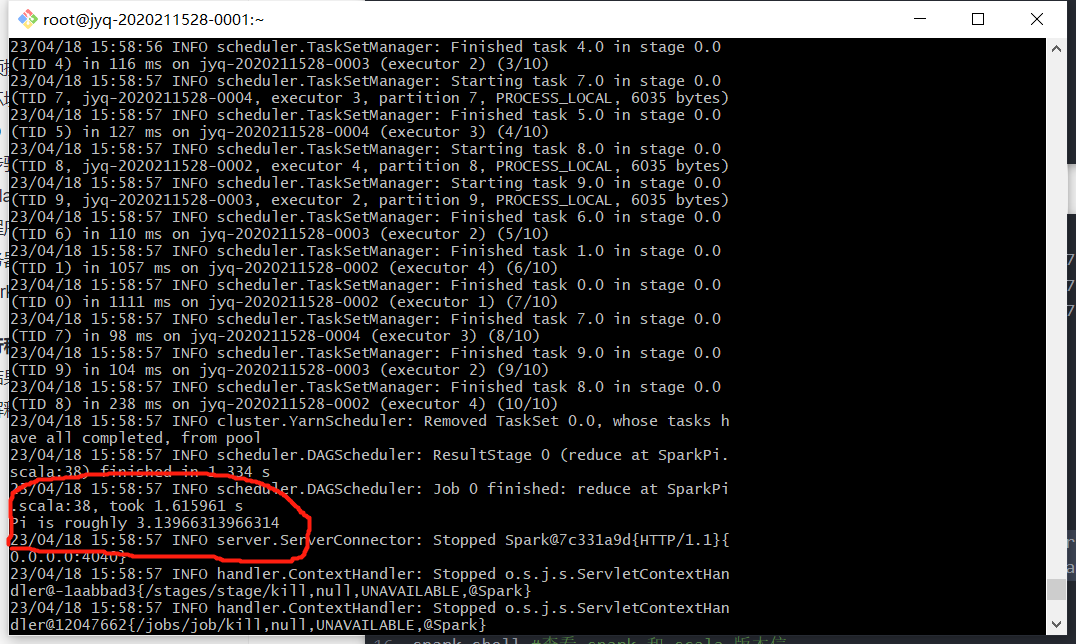 root@jyq-2020211528-0001:~
23/04/18 15:58:56 INFO scheduler.TaskSetManager: Finished task 4.0 in stage 0.0
(TID 4) in 116 ms on jyq-2020211528-0003 (executor 2) (3/10)
23/04/18 15:58:57 INFO scheduler.TaskSetManager: Starting task 7.0 in stage 0.0
(TID 7, jyq-2020211528-0004, executor 3, partition 7, PROCESS_LOCAL, 6035 bytes)
23/04/18 15:58:57 INFO scheduler.TaskSetManager: Finished task 5.0 in stage 0.0
(TID 5) in 127 ms on jyq-2020211528-0004 (executor 3) (4/10)
23/04/18 15:58:57 INFO scheduler.TaskSetManager: Starting task 8.0 in stage 0.0
(TID 8, jyq-2020211528-0002, executor 4, partition 8, PROCESS_LOCAL, 6035 bytes)
23/04/18 15:58:57 INFO scheduler.TaskSetManager: Starting task 9.0 in stage 0.0
(TID 9, jyq-2020211528-0003, executor 2, partition 9, PROCESS_LOCAL, 6035 bytes)
23/04/18 15:58:57 INFO scheduler.TaskSetManager: Finished task 6.0 in stage 0.0
(TID 6) in 110 ms on jyq-2020211528-0003 (executor 2) (5/10)
23/04/18 15:58:57 INFO scheduler.TaskSetManager: Finished task 1.0 in stage 0.0
(TID 1) in 1057 ms on jyq-2020211528-0002 (executor 4) (6/10)
23/04/18 15:58:57 INFO scheduler.TaskSetManager: Finished task 0.0 in stage 0.0
(TID 0) in 1111 ms on jyq-2020211528-0002 (executor 1) (7/10)
23/04/18 15:58:57 INFO scheduler.TaskSetManager: Finished task 7.0 in stage 0.0
(TID 7) in 98 ms on jyq-2020211528-0004 (executor 3) (8/10)
23/04/18 15:58:57 INFO scheduler.TaskSetManager: Finished task 9.0 in stage 0.0
(TID 9) in 104 ms on jyq-2020211528-0003 (executor 2) (9/10)
23/04/18 15:58:57 INFO scheduler.TaskSetManager: Finished task 8.0 in stage 0.0
(TID 8) in 238 ms on jyq-2020211528-0002 (executor 4) (10/10)
23/04/18 15:58:57 INFO cluster.YarnScheduler: Removed TaskSet 0.0, whose tasks h
ave all completed, from pool
23/04/18 15:58:57 INFO scheduler.DAGScheduler: ResultStage 0 (reduce at SparkPi.
scala:38) finished in 1.334 s
23/04/18 15:58:57 INFO scheduler.DAGScheduler: Job 0 finished: reduce at SparkPi
.scala:38, took 1.615961 s
Pi is roughly 3.13966313966314
23/04/18 15:58:57 INFO server.ServerConnector: Stopped Spark@7c331a9d{HTTP/1.1}{
0.0.0.0:4040}
23/04/18 15:58:57 INFO handler.ContextHandler: Stopped o.s.j.s.ServletContextHan
dler@-1aabbad3{/stages/stage/kill,null,UNAVAILABLE,@Spark}
23/04/18 15:58:57 INFO handler.ContextHandler: Stopped o.s.j.s.ServletContextHan
dler@12047662{/jobs/job/kill,null,UNAVAILABLE,@Spark}